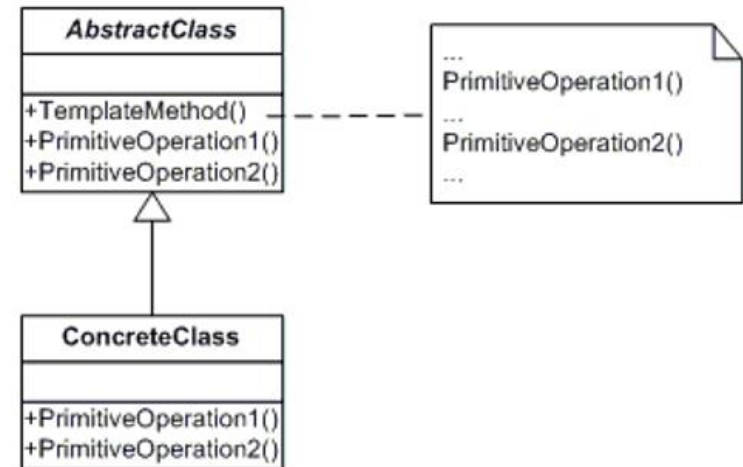 AbstractClass
+TemplateMethod()
+PrimitiveOperation1()
+PrimitiveOperation2()
...
PrimitiveOperation1()
...
PrimitiveOperation2()
...
ConcreteClass
+PrimitiveOperation1()
+PrimitiveOperation2()